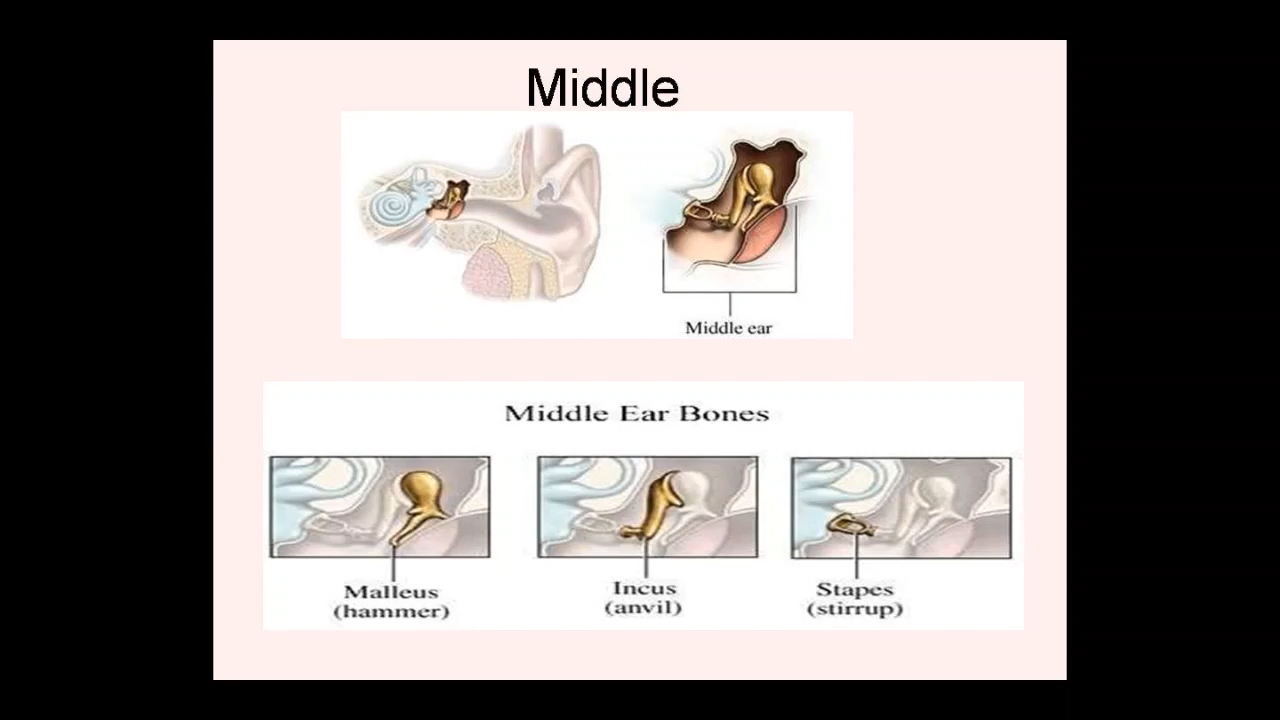 Middle
Middle ear
Middle Ear Bones
Malleus
(hammer)
Incus
(anvil)
Stapes
(stirrup)